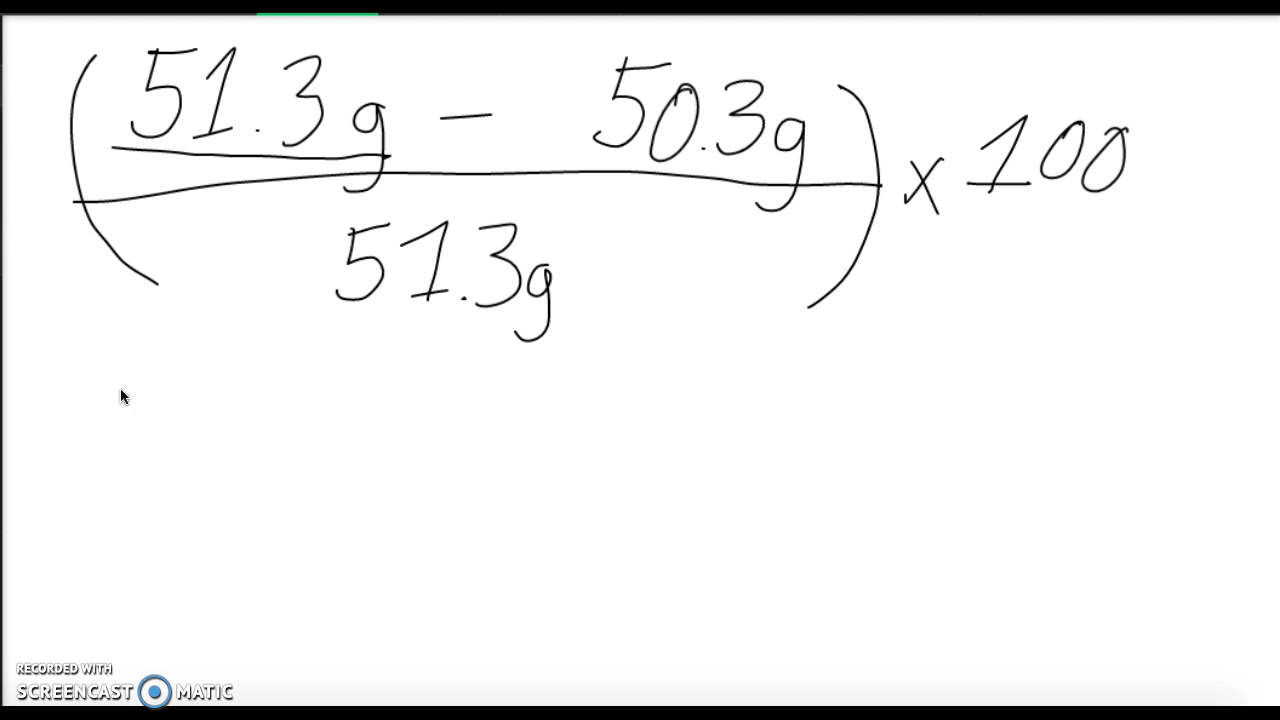 ( 51.3g - 50.3g ) x 100
51.3g
RECORDED WITH
SCREENCAST MATIC